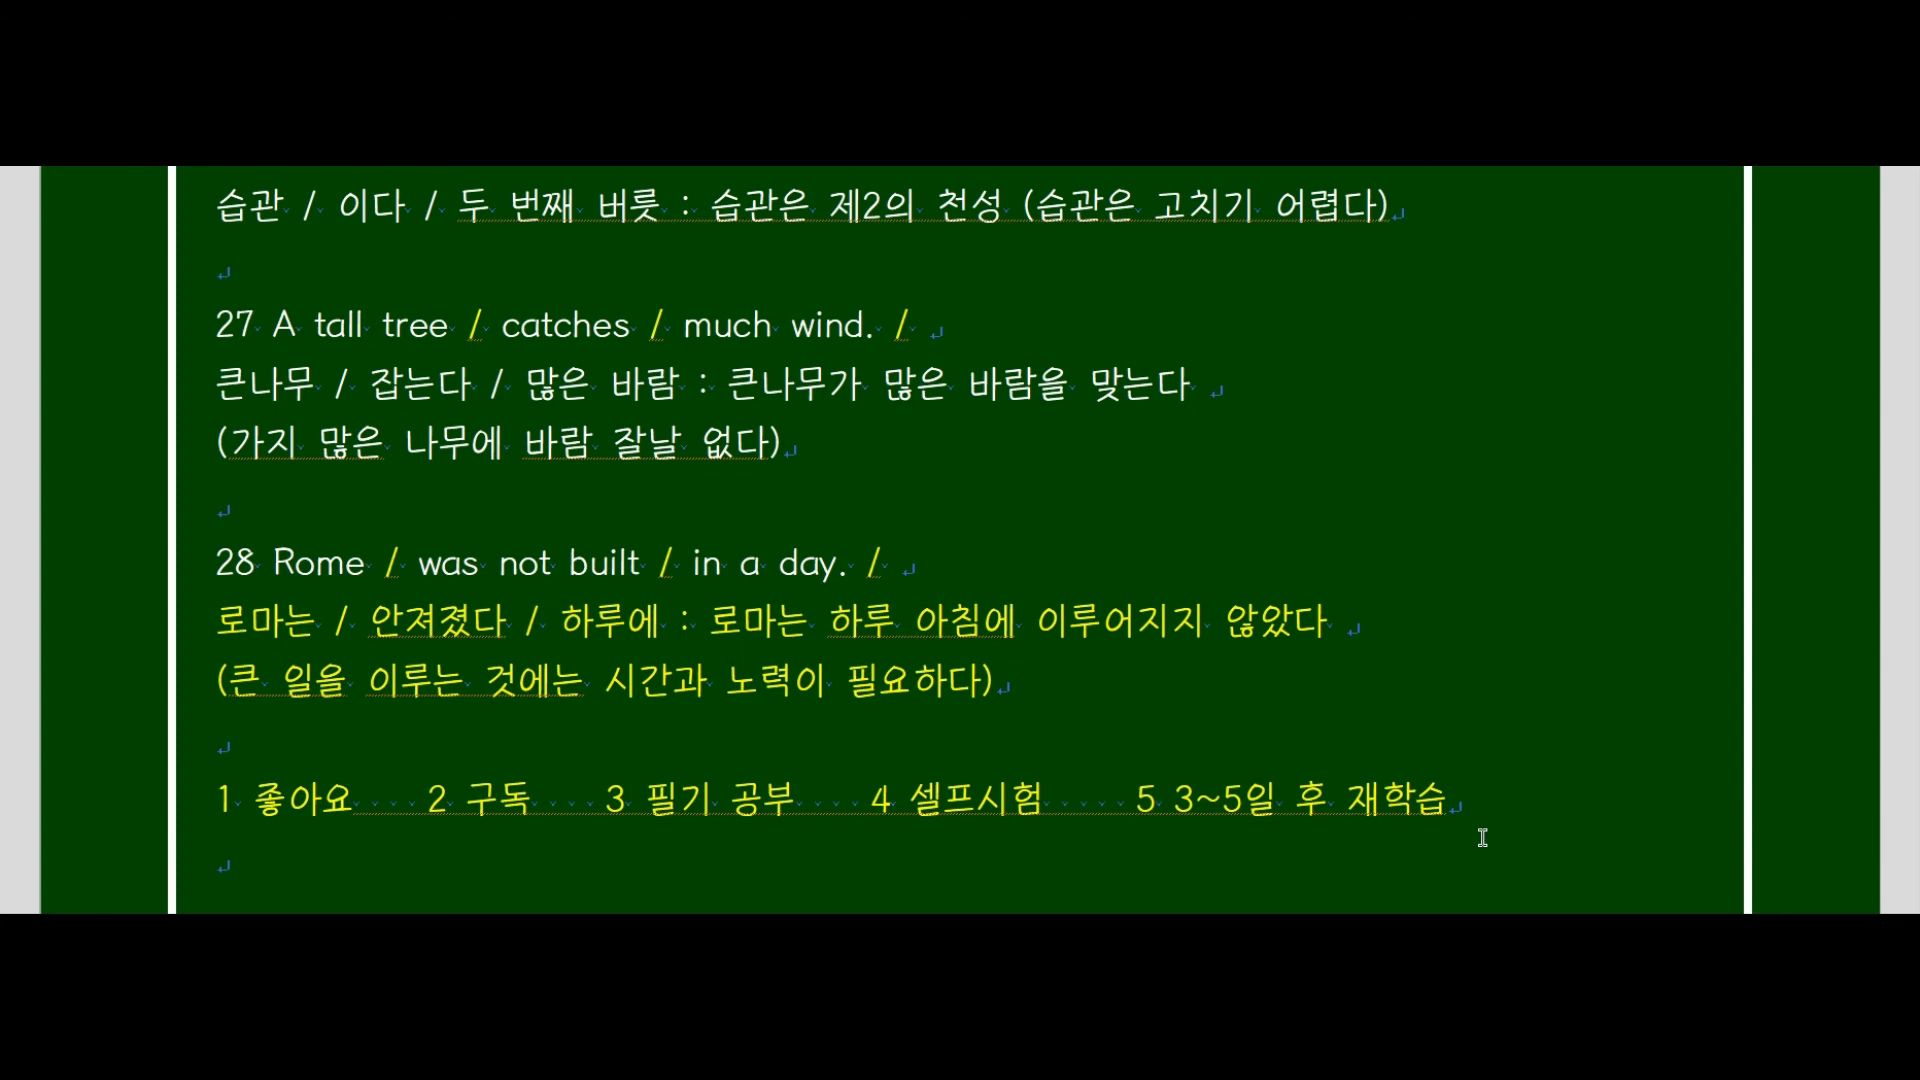 습관 / 이다 / 두 번째 버릇 : 습관은 제2의 천성 (습관은 고치기 어렵다)
27 A tall tree / catches / much wind. /
큰나무 / 잡는다 / 많은 바람 : 큰나무가 많은 바람을 맞는다
(가지 많은 나무에 바람 잘날 없다)
28 Rome / was not built / in a day. /
로마는 / 안져졌다 / 하루에 : 로마는 하루 아침에 이루어지지 않았다
(큰 일을 이루는 것에는 시간과 노력이 필요하다)
1 좋아요 2 구독 3 필기 공부 4 셀프시험 5 3~5일 후 재학습